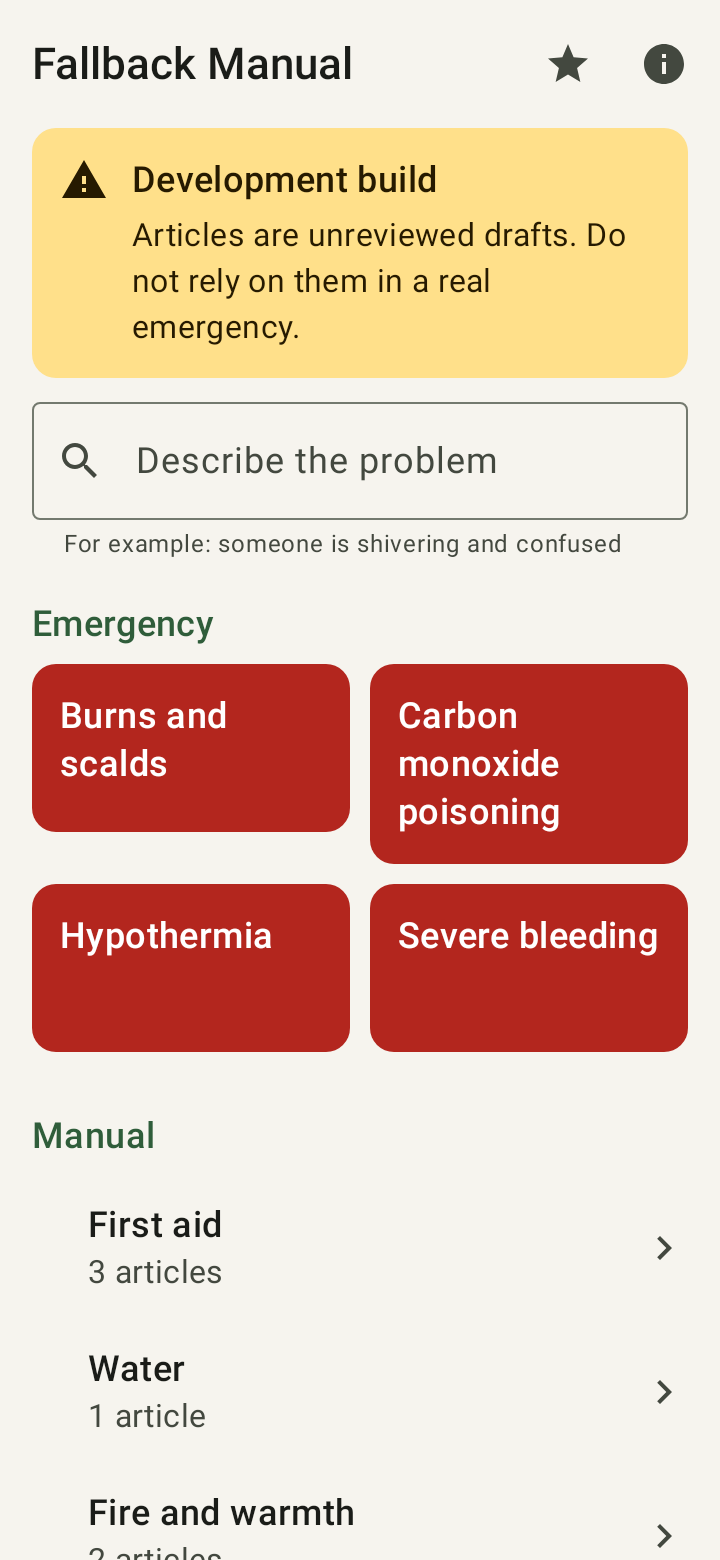 Fallback Manual
Development build
Articles are unreviewed drafts. Do
not rely on them in a real
emergency.
Describe the problem
For example: someone is shivering and confused
Emergency
Burns and
scalds
Carbon
monoxide
poisoning
Hypothermia
Severe bleeding
Manual
First aid
3 articles
Water
1 article
Fire and warmth
2 articles